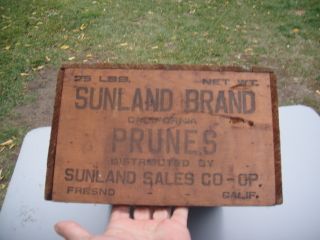 25 LBS. NET WT.
SUNLAND BRAND
CALIFORNIA
PRUNES
DISTRIBUTED BY
SUNLAND SALES CO-OP.
FRESNO CALIF.